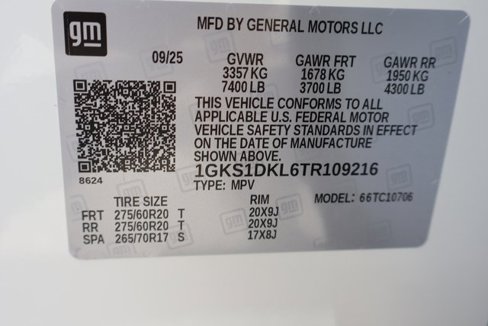 gm
MFD BY GENERAL MOTORS LLC
09/25 GVWR GAWR FRT GAWR RR
3357 KG 1678 KG 1950 KG
7400 LB 3700 LB 4300 LB
THIS VEHICLE CONFORMS TO ALL
APPLICABLE U.S. FEDERAL MOTOR
VEHICLE SAFETY STANDARDS IN EFFECT
ON THE DATE OF MANUFACTURE
SHOWN ABOVE.
8624
1GKS1DKL6TR109216
TYPE: MPV MODEL: 66TC10706
TIRE SIZE RIM
FRT 275/60R20 T 20X9J
RR 275/60R20 T 20X9J
SPA 265/70R17 S 17X8J